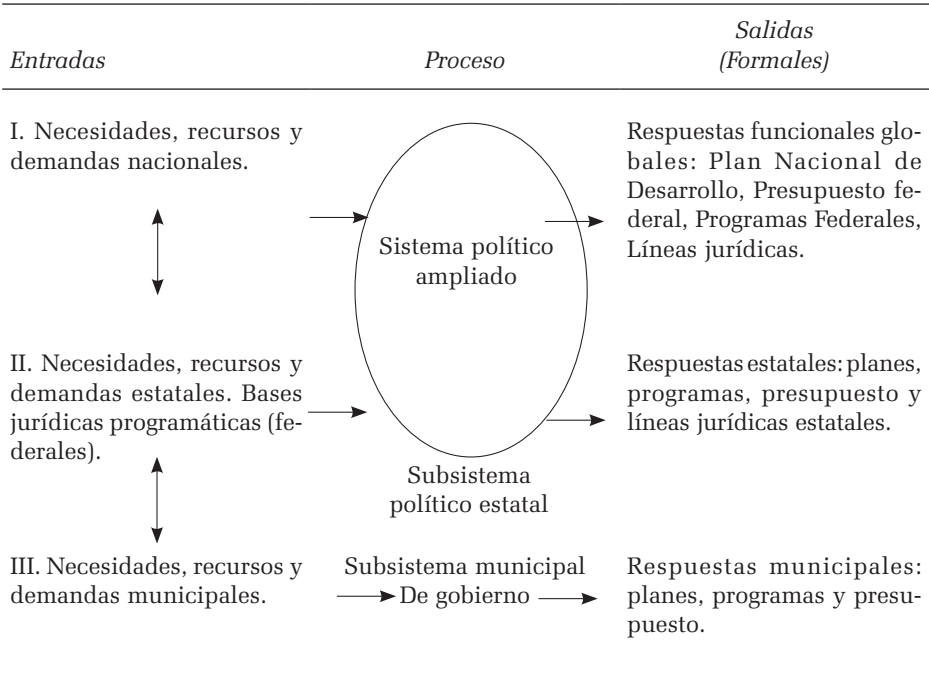 Entradas
Proceso
Salidas
(Formales)
I. Necesidades, recursos y
demandas nacionales.
Sistema político
ampliado
Respuestas funcionales glo-
bales: Plan Nacional de
Desarrollo, Presupuesto fe-
deral, Programas Federales,
Líneas jurídicas.
II. Necesidades, recursos y
demandas estatales. Bases
jurídicas programáticas (fe-
derales).
Subsistema
político estatal
Respuestas estatales: planes,
programas, presupuesto y
líneas jurídicas estatales.
III. Necesidades, recursos y
demandas municipales.
Subsistema municipal
De gobierno
Respuestas municipales:
planes, programas y presu-
puesto.